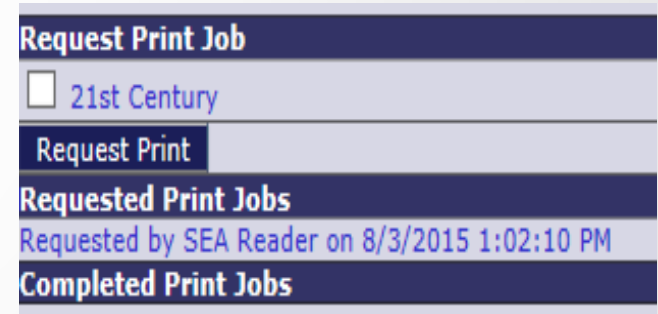 Request Print Job
21st Century
Request Print
Requested Print Jobs
Requested by SEA Reader on 8/3/2015 1:02:10 PM
Completed Print Jobs